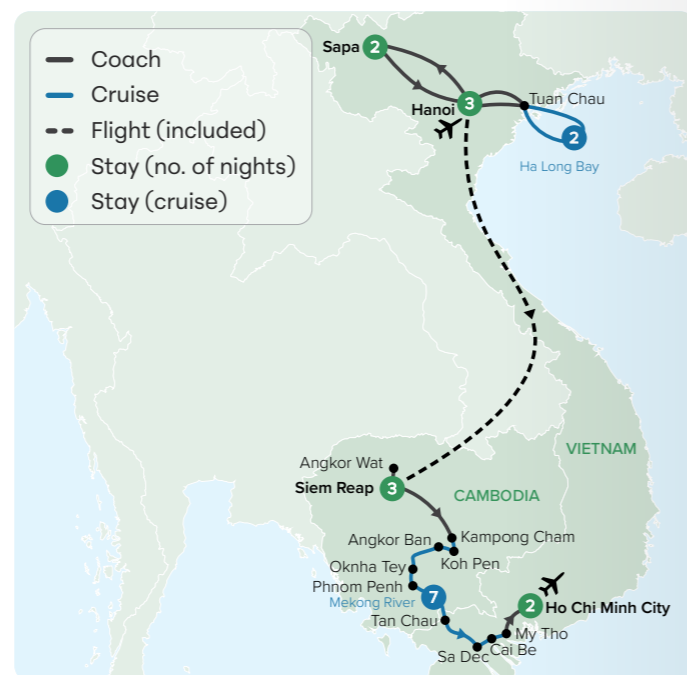 Coach
Cruise
Flight (included)
Stay (no. of nights)
Stay (cruise)
Sapa
2
Hanoi
3
Tuan Chau
2
Ha Long Bay
VIETNAM
Angkor Wat
Siem Reap
3
CAMBODIA
Angkor Ban
Kampong Cham
Koh Pen
Oknha Tey
Phnom Penh
Mekong River
7
Tan Chau
2
Ho Chi Minh City
My Tho
Cai Be
Sa Dec